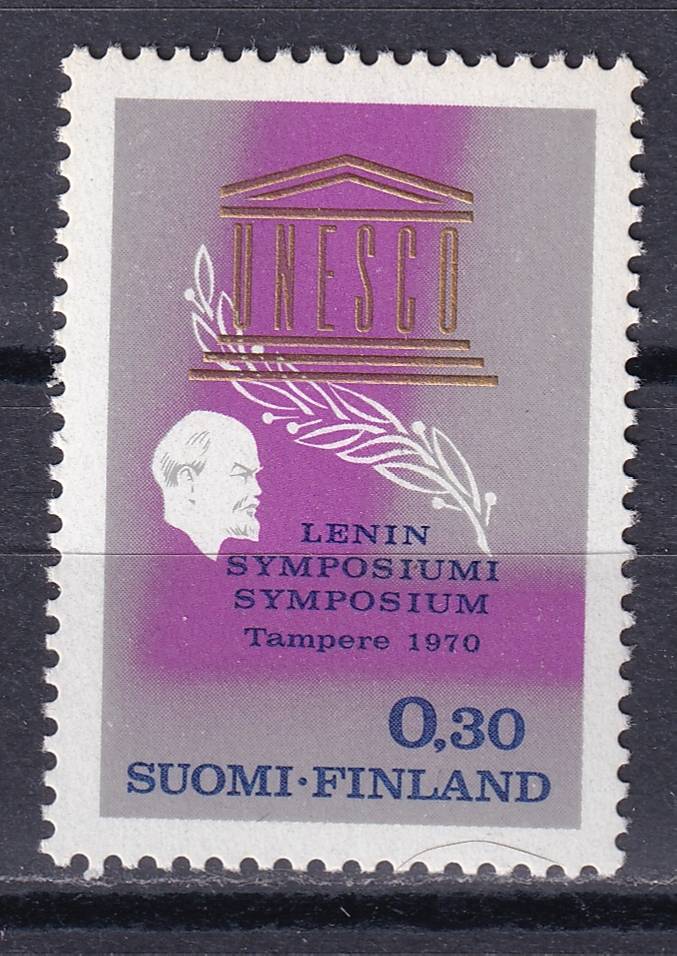 UNESCO
LENIN
SYMPOSIUMI
SYMPOSIUM
Tampere 1970
0,30
SUOMI·FINLAND